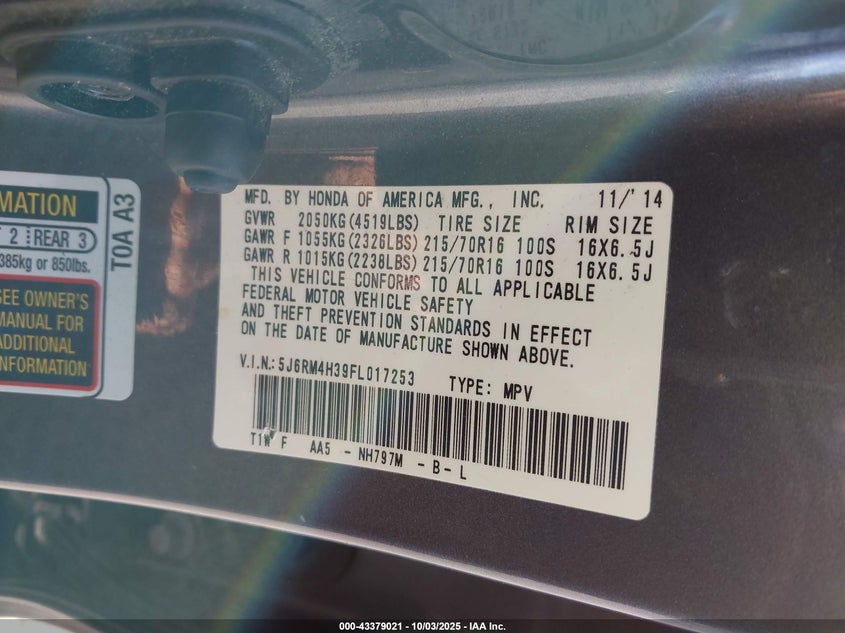 MATION
T 2 REAR 3
385kg or 850lbs.
SEE OWNER'S
MANUAL FOR
ADDITIONAL
INFORMATION
T0A A3
MFD. BY HONDA OF AMERICA MFG., INC. 11/'14
GVWR 2050KG(4519LBS) TIRE SIZE RIM SIZE
GAWR F 1055KG(2326LBS) 215/70R16 100S 16X6.5J
GAWR R 1015KG(2238LBS) 215/70R16 100S 16X6.5J
THIS VEHICLE CONFORMS TO ALL APPLICABLE
FEDERAL MOTOR VEHICLE SAFETY
AND THEFT PREVENTION STANDARDS IN EFFECT
ON THE DATE OF MANUFACTURE SHOWN ABOVE.
V.I.N.: 5J6RM4H39FL017253 TYPE: MPV
T1W F AA5 - NH797M - B - L
000-43379021 - 10/03/2025 - IAA Inc.